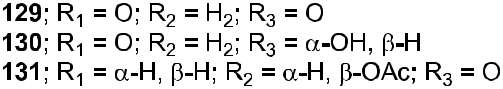 129; R₁ = O; R₂ = H₂; R₃ = O
130; R₁ = O; R₂ = H₂; R₃ = α-OH, β-H
131; R₁ = α-H, β-H; R₂ = α-H, β-OAc; R₃ = O